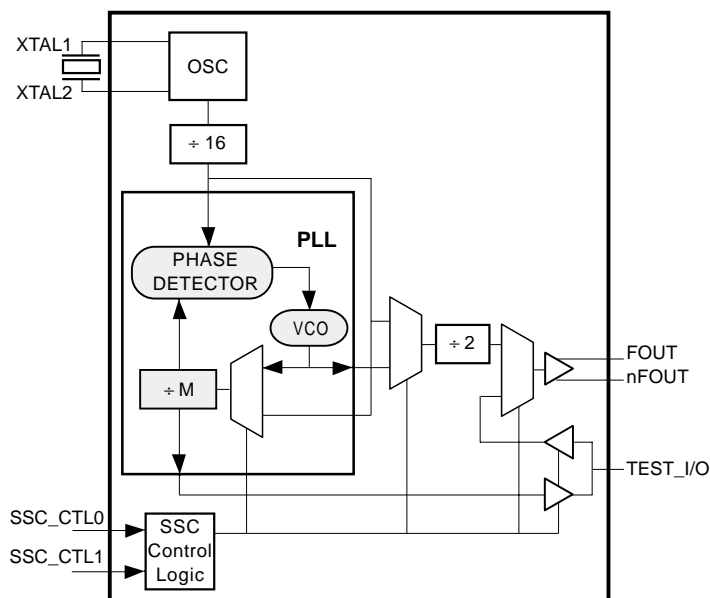 XTAL1
XTAL2
OSC
÷ 16
PLL
PHASE
DETECTOR
VCO
÷ M
÷ 2
FOUT
nFOUT
TEST_I/O
SSC_CTL0
SSC_CTL1
SSC
Control
Logic